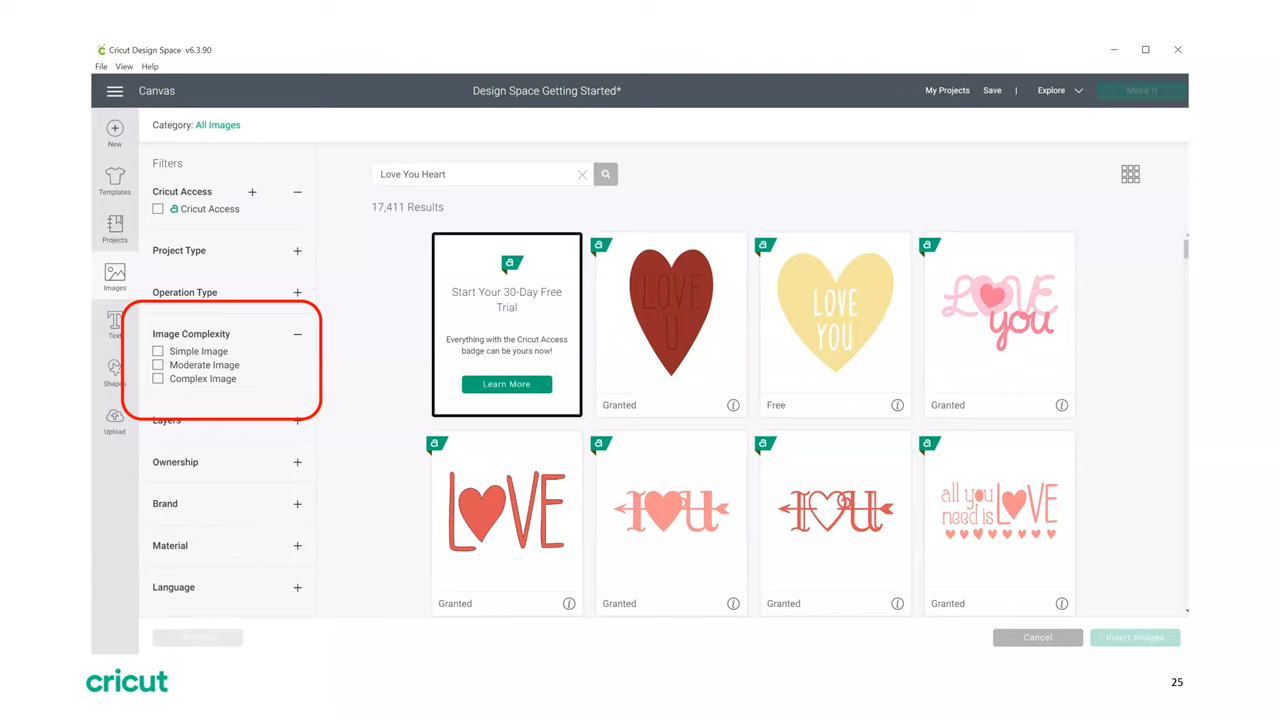 Cricut Design Space v6.3.90
File View Help
Canvas
Design Space Getting Started*
My Projects Save | Explore
Make It
New
Templates
Projects
Images
Text
Shapes
Upload
Category: All Images
Filters
Cricut Access
Cricut Access
Project Type
Operation Type
Image Complexity
Simple Image
Moderate Image
Complex Image
Layers
Ownership
Brand
Material
Language
Love You Heart
17,411 Results
Start Your 30-Day Free
Trial
Everything with the Cricut Access
badge can be yours now!
Learn More
LOVE
U
Granted
LOVE
YOU
Free
LOVE
you
Granted
LOVE
Granted
I U
Granted
I U
Granted
all you
need is LOVE
Granted
Cancel
Insert Images
cricut
25